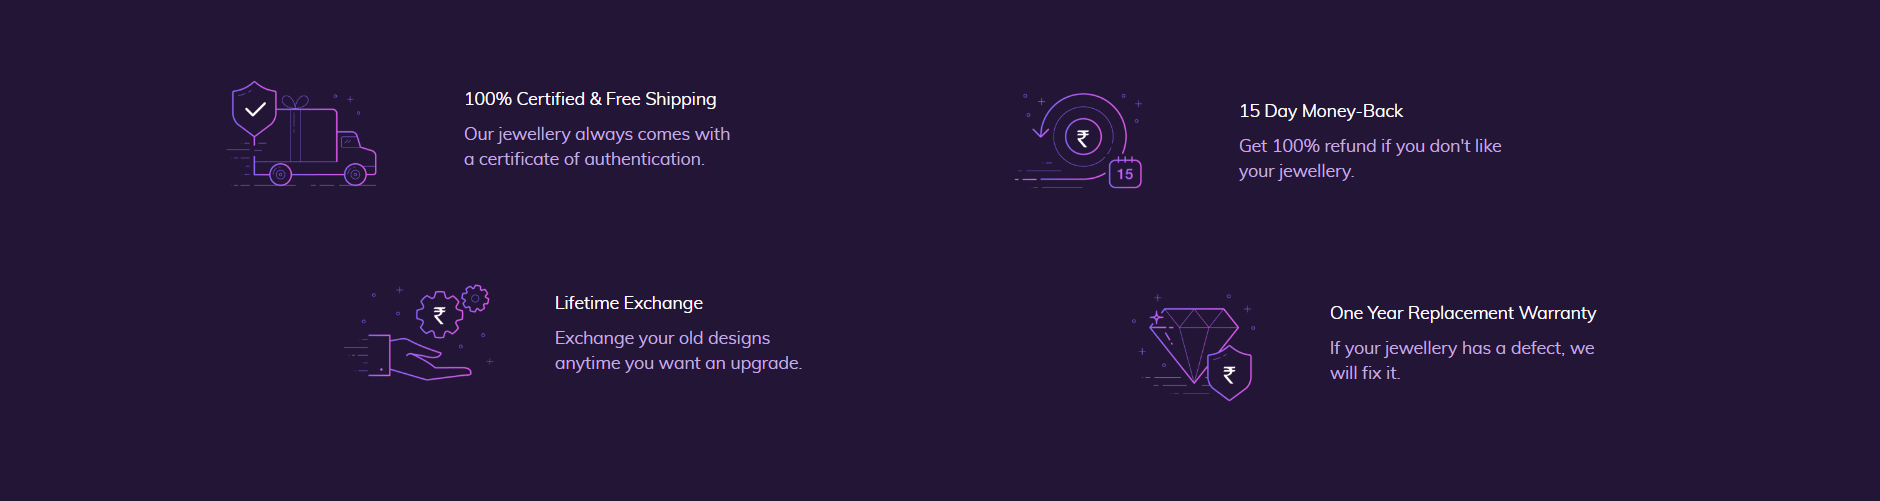 100% Certified & Free Shipping
Our jewellery always comes with
a certificate of authentication.
₹
15
15 Day Money-Back
Get 100% refund if you don't like
your jewellery.
₹
Lifetime Exchange
Exchange your old designs
anytime you want an upgrade.
₹
One Year Replacement Warranty
If your jewellery has a defect, we
will fix it.